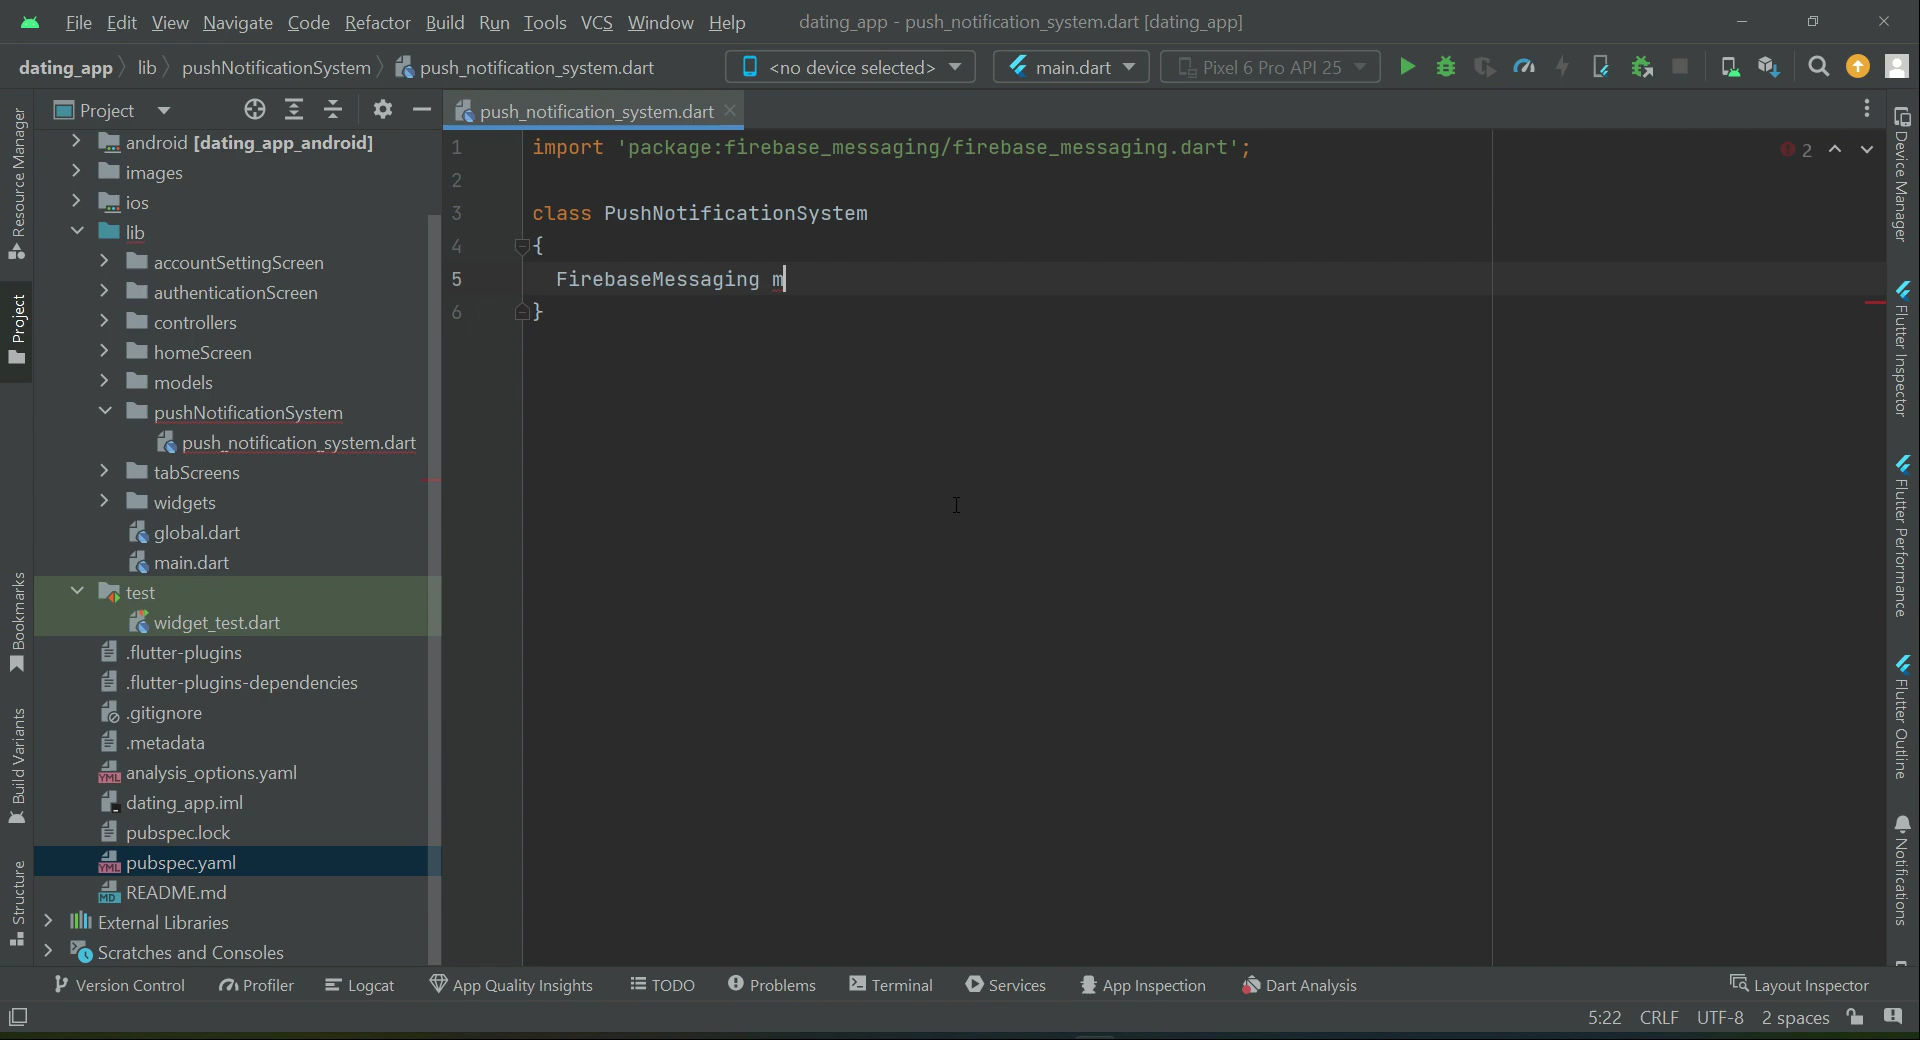 File Edit View Navigate Code Refactor Build Run Tools VCS Window Help dating_app - push_notification_system.dart [dating_app]
dating_app lib pushNotificationSystem push_notification_system.dart <no device selected> main.dart Pixel 6 Pro API 25
Project
push_notification_system.dart
android [dating_app_android]
images
ios
lib
accountSettingScreen
authenticationScreen
controllers
homeScreen
models
pushNotificationSystem
push_notification_system.dart
tabScreens
widgets
global.dart
main.dart
test
widget_test.dart
.flutter-plugins
.flutter-plugins-dependencies
.gitignore
.metadata
analysis_options.yaml
dating_app.iml
pubspec.lock
pubspec.yaml
README.md
External Libraries
Scratches and Consoles
1 import 'package:firebase_messaging/firebase_messaging.dart';
2
3 class PushNotificationSystem
4 {
5 FirebaseMessaging m
6 }
2
Resource Manager
Project
Bookmarks
Build Variants
Structure
Device Manager
Flutter Inspector
Flutter Performance
Flutter Outline
Notifications
Version Control Profiler Logcat App Quality Insights TODO Problems Terminal Services App Inspection Dart Analysis Layout Inspector
5:22 CRLF UTF-8 2 spaces